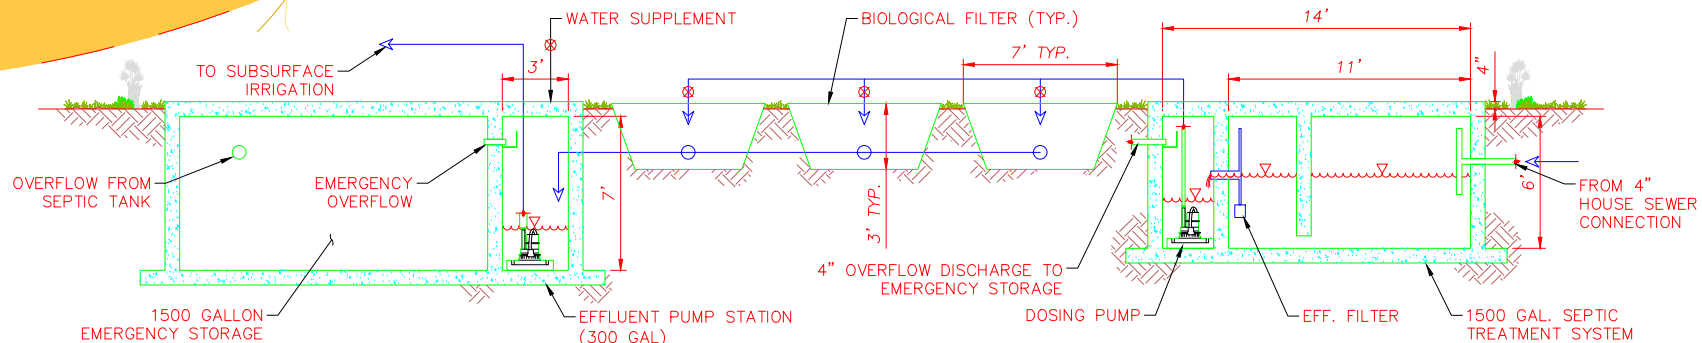 WATER SUPPLEMENT
BIOLOGICAL FILTER (TYP.)
14'
7' TYP.
TO SUBSURFACE
IRRIGATION
3'
11'
4"
OVERFLOW FROM
SEPTIC TANK
EMERGENCY
OVERFLOW
7'
3' TYP.
6'
FROM 4"
HOUSE SEWER
CONNECTION
4" OVERFLOW DISCHARGE TO
EMERGENCY STORAGE
1500 GALLON
EMERGENCY STORAGE
EFFLUENT PUMP STATION
(300 GAL)
DOSING PUMP
EFF. FILTER
1500 GAL. SEPTIC
TREATMENT SYSTEM